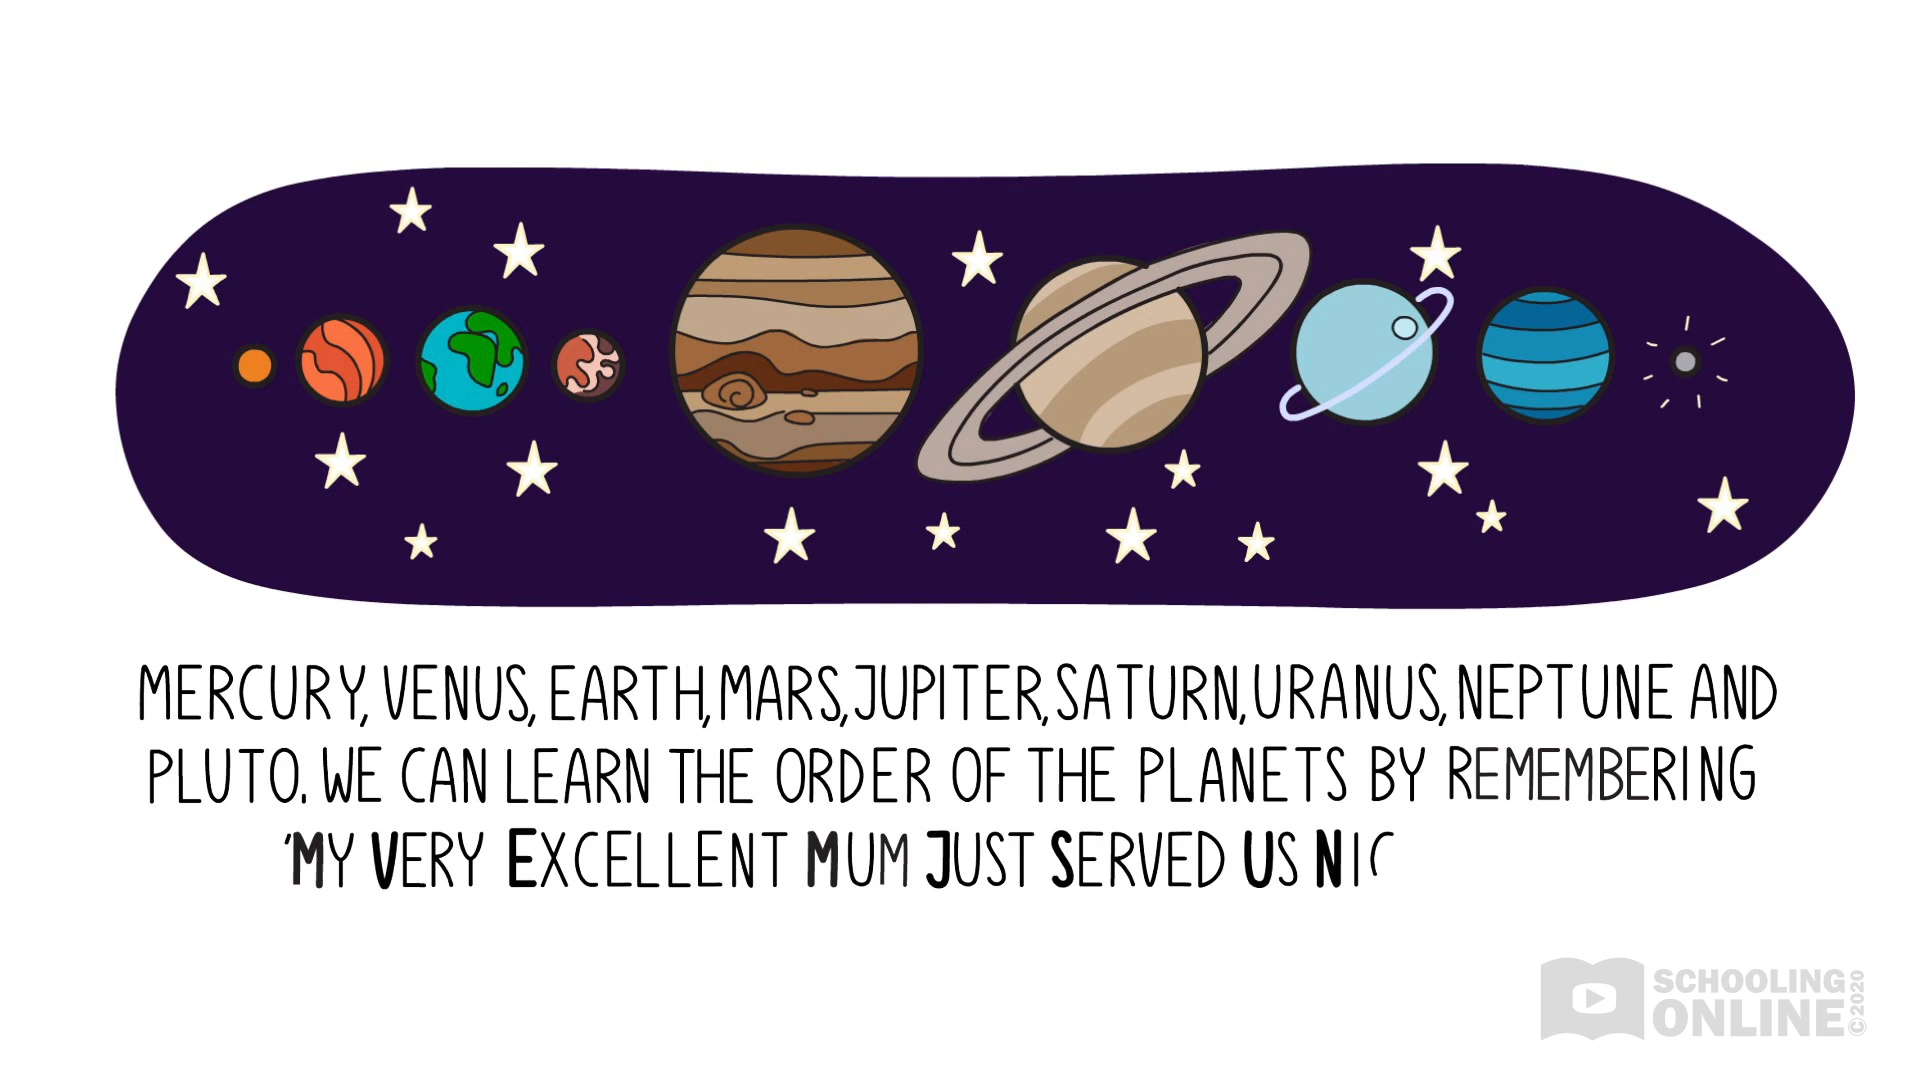 MERCURY, VENUS, EARTH, MARS, JUPITER, SATURN, URANUS, NEPTUNE AND
PLUTO. WE CAN LEARN THE ORDER OF THE PLANETS BY REMEMBERING
'MY VERY EXCELLENT MUM JUST SERVED US NIC
SCHOOLING
ONLINE
©2020